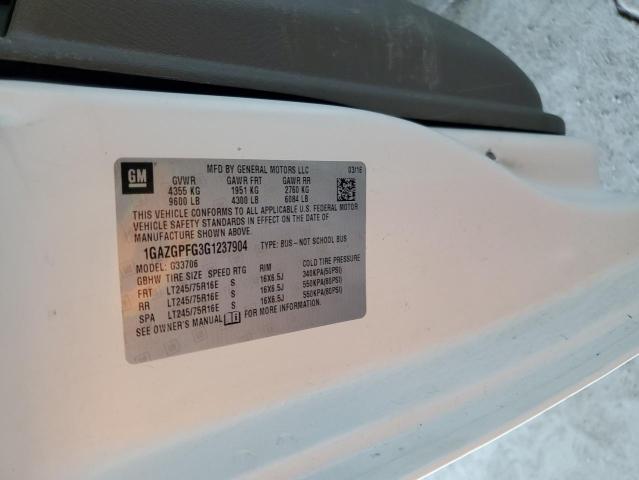 GM
MFD BY GENERAL MOTORS LLC 03/16
GVWR GAWR FRT GAWR RR
4355 KG 1951 KG 2760 KG
9600 LB 4300 LB 6084 LB
THIS VEHICLE CONFORMS TO ALL APPLICABLE U.S. FEDERAL MOTOR
VEHICLE SAFETY STANDARDS IN EFFECT ON THE DATE OF
MANUFACTURE SHOWN ABOVE.
1GAZGPFG3G1237904 TYPE: BUS – NOT SCHOOL BUS
MODEL: G33706
GBHW TIRE SIZE SPEED RTG RIM
FRT LT245/75R16E S 16X6.5J 340KPA(50PSI)
RR LT245/75R16E S 16X6.5J 550KPA(80PSI)
SPA LT245/75R16E S 16X6.5J 550KPA(80PSI)
SEE OWNER'S MANUAL FOR MORE INFORMATION.